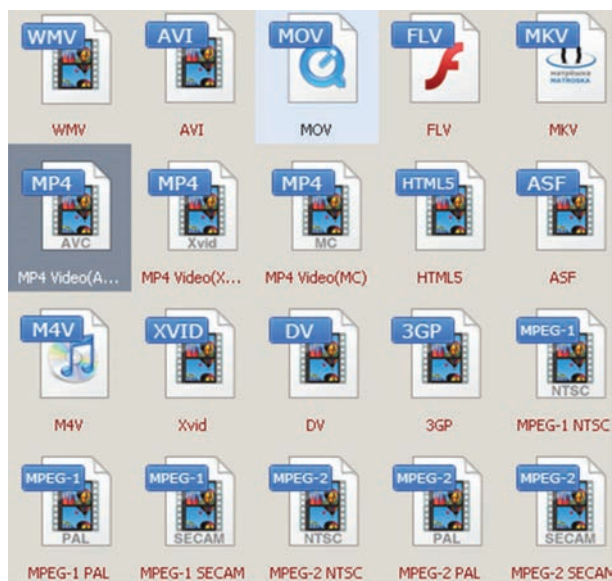 WMV AVI MOV FLV MKV
матрёшка
MATROSKA
WMV AVI MOV FLV MKV
MP4 MP4 MP4 HTML5 ASF
AVC Xvid MC
MP4 Video(A... MP4 Video(X... MP4 Video(MC) HTML5 ASF
M4V XVID DV 3GP MPEG-1
NTSC
M4V Xvid DV 3GP MPEG-1 NTSC
MPEG-1 MPEG-1 MPEG-2 MPEG-2 MPEG-2
PAL SECAM NTSC PAL SECAM
MPEG-1 PAL MPEG-1 SECAM MPEG-2 NTSC MPEG-2 PAL MPEG-2 SECAM